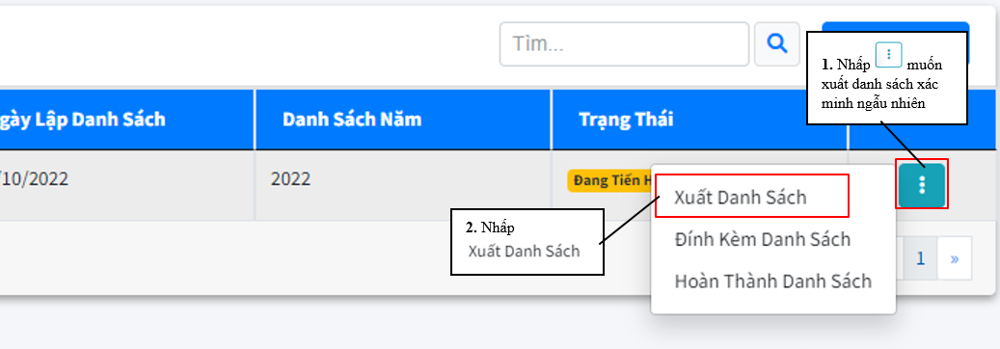 Tìm...
1. Nhấp muốn
xuất danh sách xác
minh ngẫu nhiên
gày Lập Danh Sách
Danh Sách Năm
Trạng Thái
/10/2022
2022
Đang Tiến H
Xuất Danh Sách
2. Nhấp
Xuất Danh Sách
Đính Kèm Danh Sách
Hoàn Thành Danh Sách
1
»